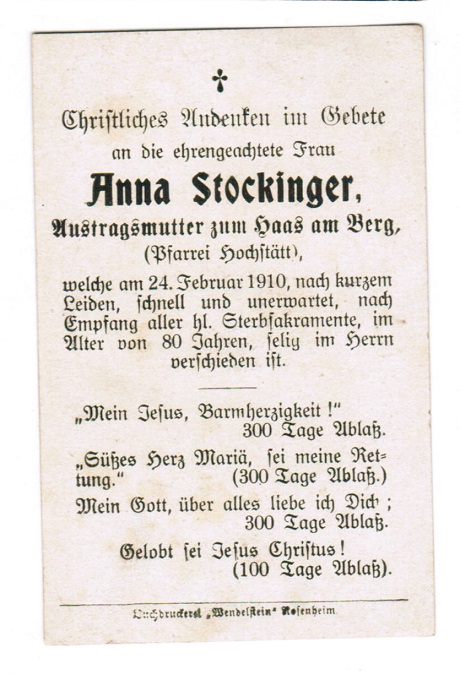 Christliches Andenken im Gebete
an die ehrengeachtete Frau
Anna Stockinger,
Austragsmutter zum Haas am Berg,
(Pfarrei Hochstätt),
welche am 24. Februar 1910, nach kurzem
Leiden, schnell und unerwartet, nach
Empfang aller hl. Sterbsakramente, im
Alter von 80 Jahren, selig im Herrn
verschieden ist.
„Mein Jesus, Barmherzigkeit !"
300 Tage Ablaß.
„Süßes Herz Mariä, sei meine Ret-
tung." (300 Tage Ablaß.)
Mein Gott, über alles liebe ich Dich ;
300 Tage Ablaß.
Gelobt sei Jesus Christus !
(100 Tage Ablaß).
Buchdruckerei „Wendelstein" Rosenheim